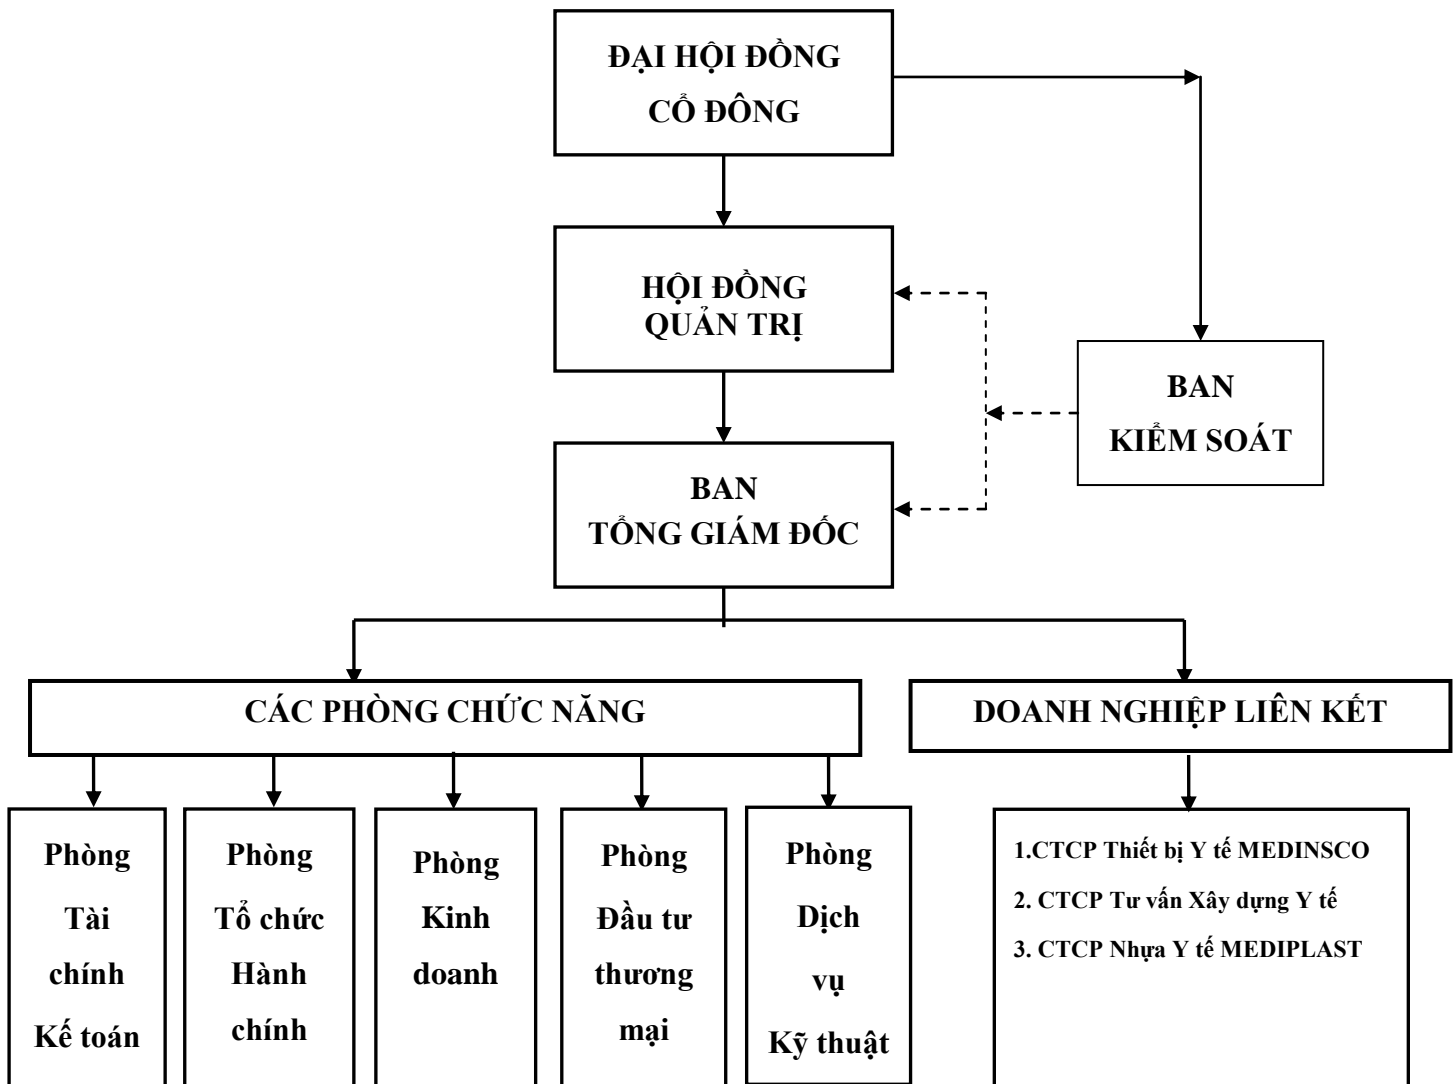 ĐẠI HỘI ĐỒNG
CỔ ĐÔNG
HỘI ĐỒNG
QUẢN TRỊ
BAN
KIỂM SOÁT
BAN
TỔNG GIÁM ĐỐC
CÁC PHÒNG CHỨC NĂNG
DOANH NGHIỆP LIÊN KẾT
Phòng
Tài
chính
Kế toán
Phòng
Tổ chức
Hành
chính
Phòng
Kinh
doanh
Phòng
Đầu tư
thương
mại
Phòng
Dịch
vụ
Kỹ thuật
1.CTCP Thiết bị Y tế MEDINSCO
2. CTCP Tư vấn Xây dựng Y tế
3. CTCP Nhựa Y tế MEDIPLAST